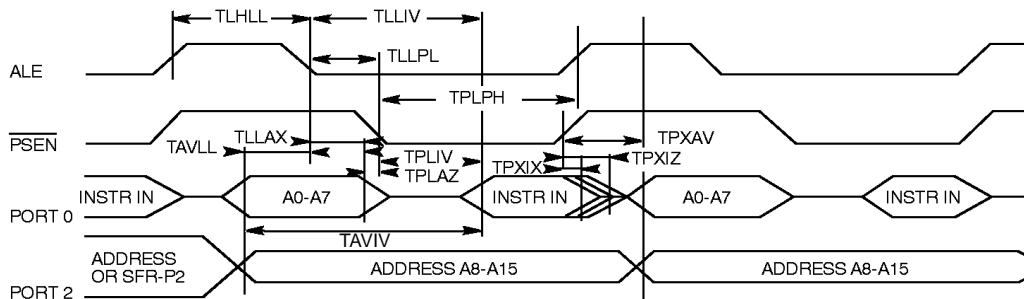 TLHLL TLLIV
ALE TLLPL
TPLPH
PSEN TLLAX TPXAV
TAVLL TPLIV TPXIZ
TPLAZ TPXIX
INSTR IN A0-A7 INSTR IN A0-A7 INSTR IN
PORT 0
TAVIV
ADDRESS
OR SFR-P2 ADDRESS A8-A15 ADDRESS A8-A15
PORT 2